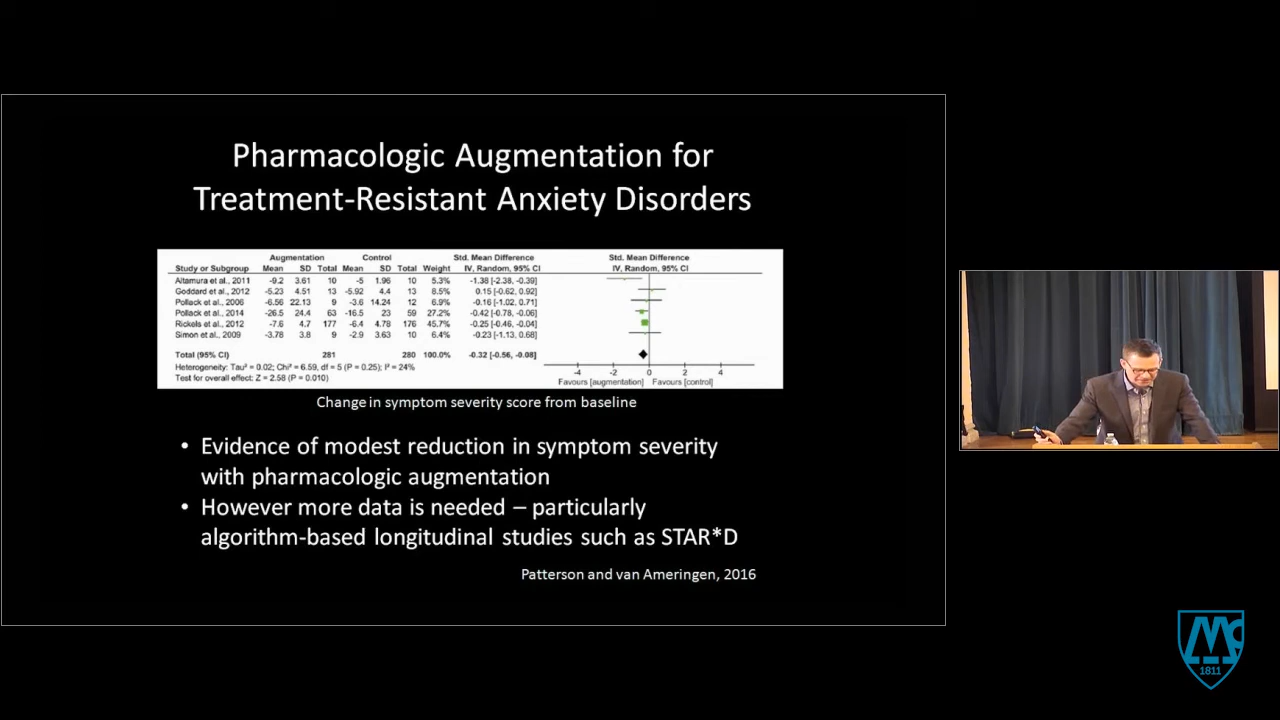 Pharmacologic Augmentation for
Treatment-Resistant Anxiety Disorders
Augmentation Control Std. Mean Difference Std. Mean Difference
Study or Subgroup Mean SD Total Mean SD Total Weight IV, Random, 95% CI IV, Random, 95% CI
Altamura et al., 2011 -9.2 3.61 10 -5 1.96 10 5.3% -1.38 [-2.38, -0.39]
Goddard et al., 2012 -5.23 4.51 13 -5.92 4.4 13 8.5% 0.15 [-0.62, 0.92]
Pollack et al., 2006 -6.56 22.13 9 -3.6 14.24 12 6.9% -0.16 [-1.02, 0.71]
Pollack et al., 2014 -26.5 24.4 63 -16.5 23 59 27.2% -0.42 [-0.78, -0.06]
Rickels et al., 2012 -7.6 4.7 177 -6.4 4.78 176 45.7% -0.25 [-0.46, -0.04]
Simon et al., 2009 -3.78 3.8 9 -2.9 3.63 10 6.4% -0.23 [-1.13, 0.68]
Total (95% CI) 281 280 100.0% -0.32 [-0.56, -0.08]
Heterogeneity: Tau² = 0.02; Chi² = 6.59, df = 5 (P = 0.25); I² = 24%
Test for overall effect: Z = 2.58 (P = 0.010)
-4 -2 0 2 4
Favours [augmentation] Favours [control]
Change in symptom severity score from baseline
• Evidence of modest reduction in symptom severity
with pharmacologic augmentation
• However more data is needed – particularly
algorithm-based longitudinal studies such as STAR*D
Patterson and van Ameringen, 2016
Mc
1811